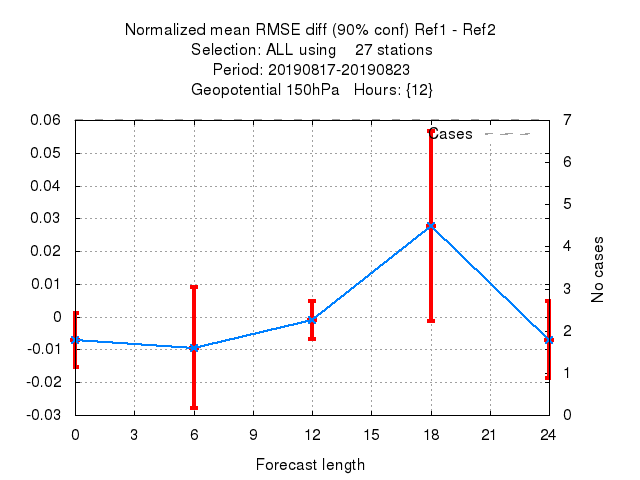 Normalized mean RMSE diff (90% conf) Ref1 - Ref2
Selection: ALL using    27 stations
Period: 20190817-20190823
Geopotential 150hPa   Hours: {12}
Cases
0.06
0.05
0.04
0.03
0.02
0.01
0
-0.01
-0.02
-0.03
7
6
5
4
3
2
1
0
No cases
0 3 6 9 12 15 18 21 24
Forecast length